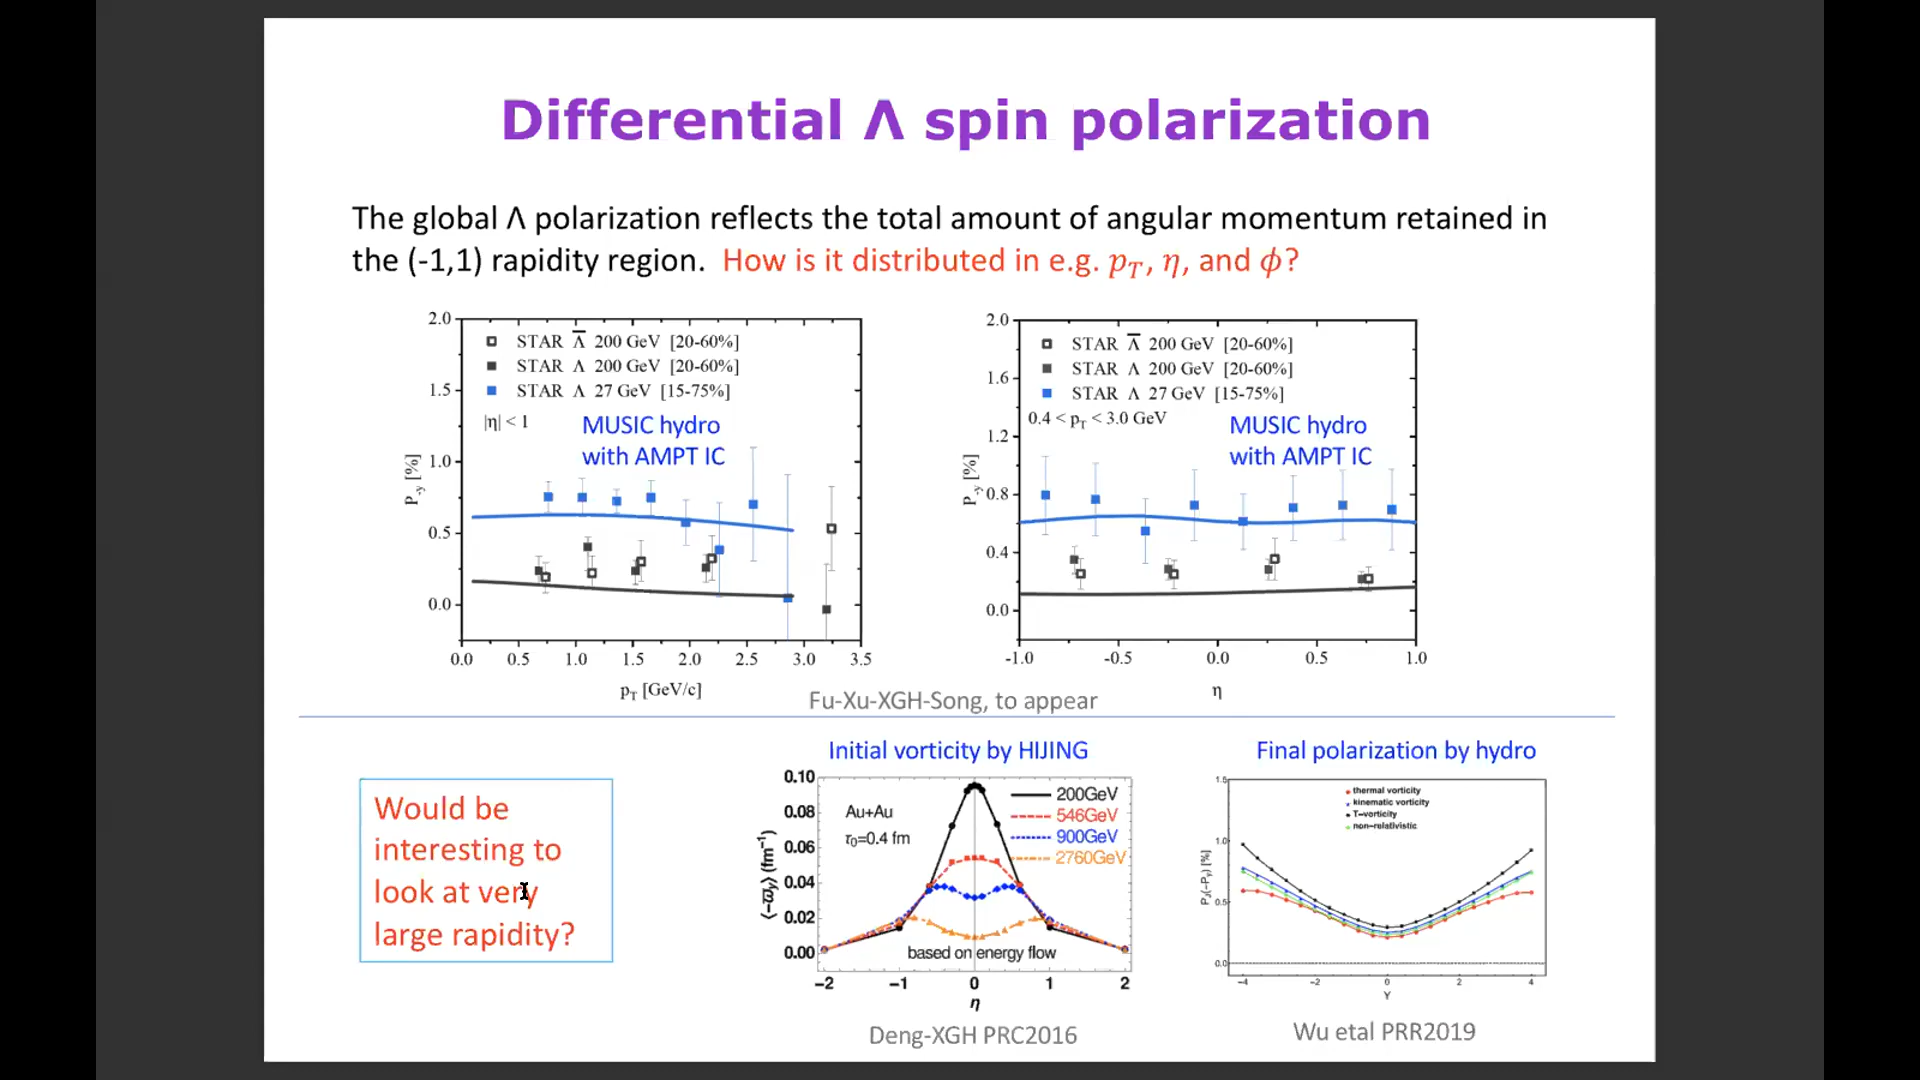 Differential Λ spin polarization
The global Λ polarization reflects the total amount of angular momentum retained in
the (-1,1) rapidity region. How is it distributed in e.g. p_T, η, and ϕ?
2.0
1.5
1.0
0.5
0.0
P_-y [%]
STAR Λ̅ 200 GeV [20-60%]
STAR Λ 200 GeV [20-60%]
STAR Λ 27 GeV [15-75%]
|η| < 1
MUSIC hydro
with AMPT IC
0.0 0.5 1.0 1.5 2.0 2.5 3.0 3.5
p_T [GeV/c]
2.0
1.6
1.2
0.8
0.4
0.0
P_-y [%]
STAR Λ̅ 200 GeV [20-60%]
STAR Λ 200 GeV [20-60%]
STAR Λ 27 GeV [15-75%]
0.4 < p_T < 3.0 GeV
MUSIC hydro
with AMPT IC
-1.0 -0.5 0.0 0.5 1.0
η
Fu-Xu-XGH-Song, to appear
Would be
interesting to
look at very
large rapidity?
Initial vorticity by HIJING
0.10
0.08
0.06
0.04
0.02
0.00
⟨−ϖ_y⟩ (fm⁻¹)
Au+Au
τ₀=0.4 fm
200GeV
546GeV
900GeV
2760GeV
based on energy flow
−2 −1 0 1 2
η
Deng-XGH PRC2016
Final polarization by hydro
1.5
1.0
0.5
0.0
thermal vorticity
kinematic vorticity
T−vorticity
non−relativistic
−4 −2 0 2 4
Y
Wu etal PRR2019